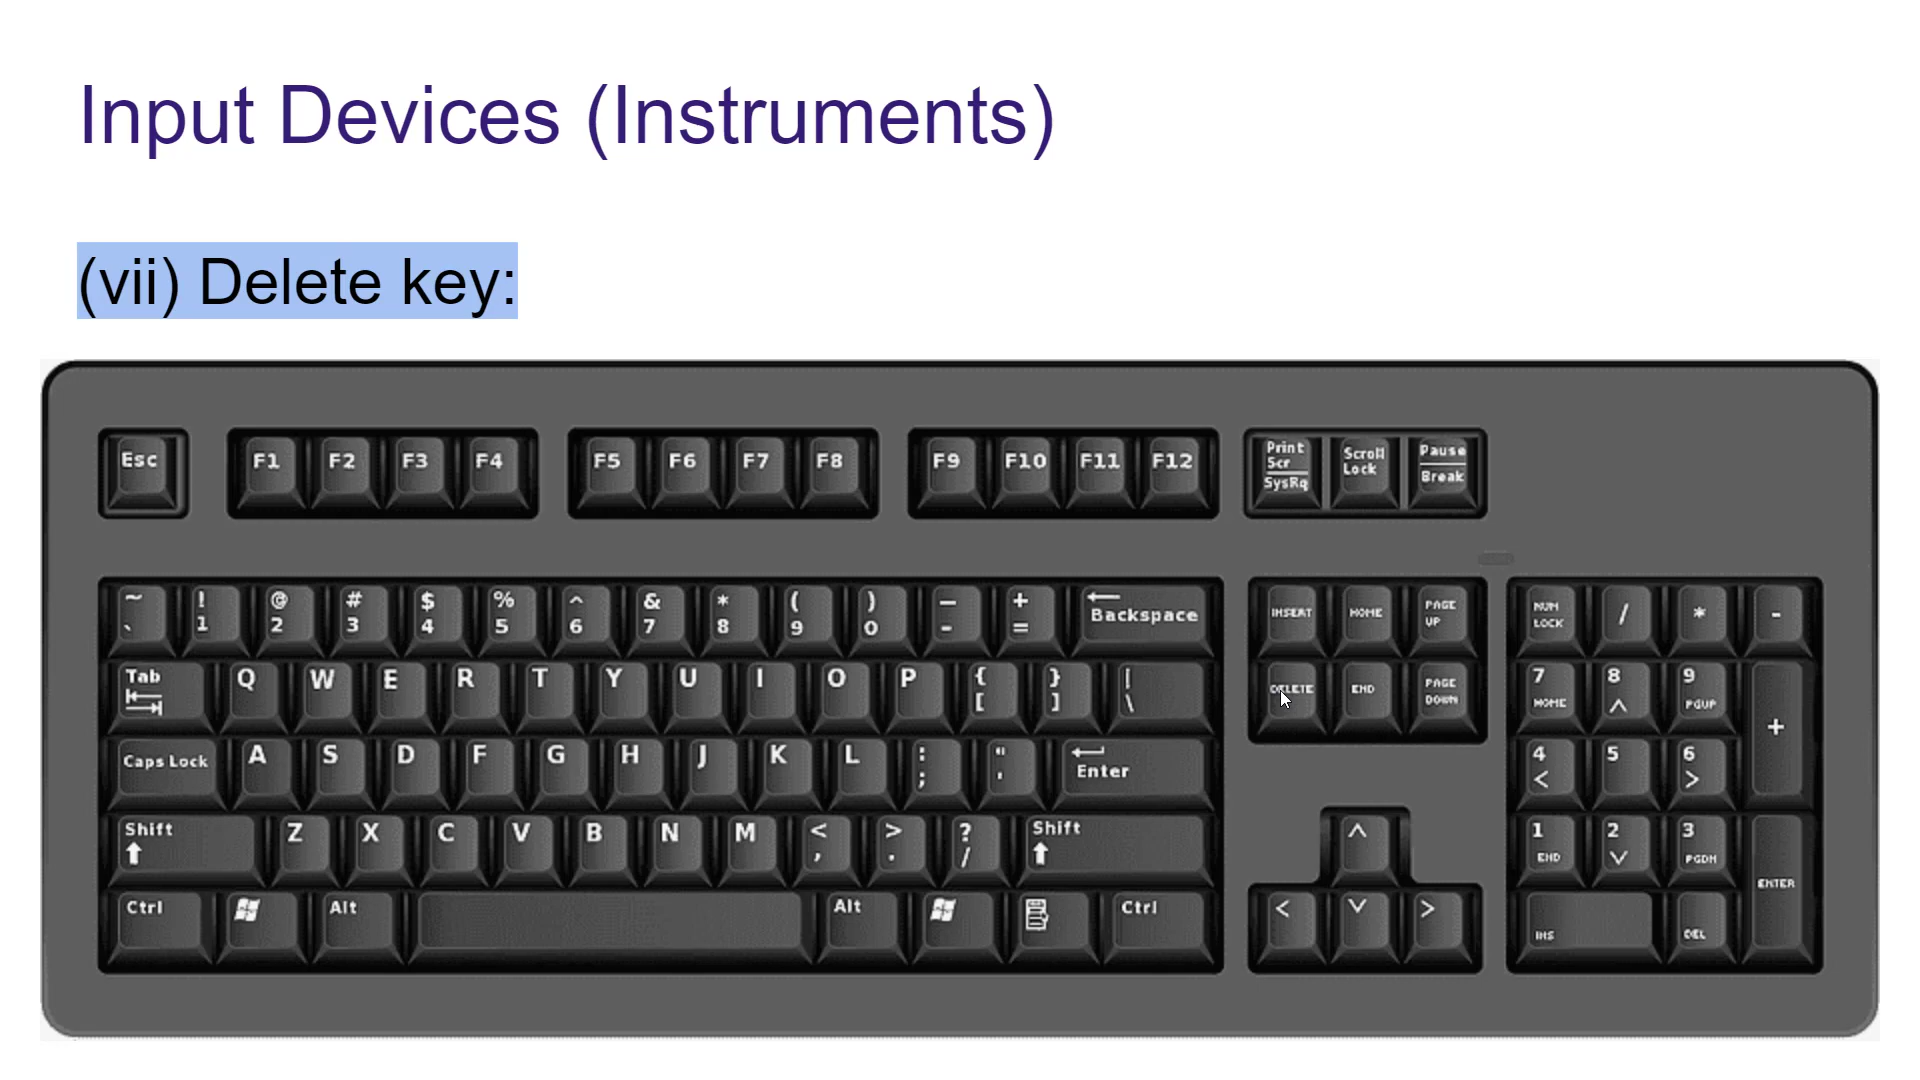 Input Devices (Instruments)
(vii) Delete key:
Esc F1 F2 F3 F4 F5 F6 F7 F8 F9 F10 F11 F12 Print Scr SysRq Scroll Lock Pause Break
~ ` ! 1 @ 2 # 3 $ 4 % 5 ^ 6 & 7 * 8 ( 9 ) 0 _ - + = Backspace INSERT HOME PAGE UP NUM LOCK / * -
Tab Q W E R T Y U I O P { [ } ] | \ DELETE END PAGE DOWN 7 HOME 8 ^ 9 PGUP +
Caps Lock A S D F G H J K L : ; " ' Enter 4 < 5 6 >
Shift Z X C V B N M < , > . ? / Shift ^ 1 END 2 3 PGDN ENTER
Ctrl Alt Alt Ctrl < > INS DEL